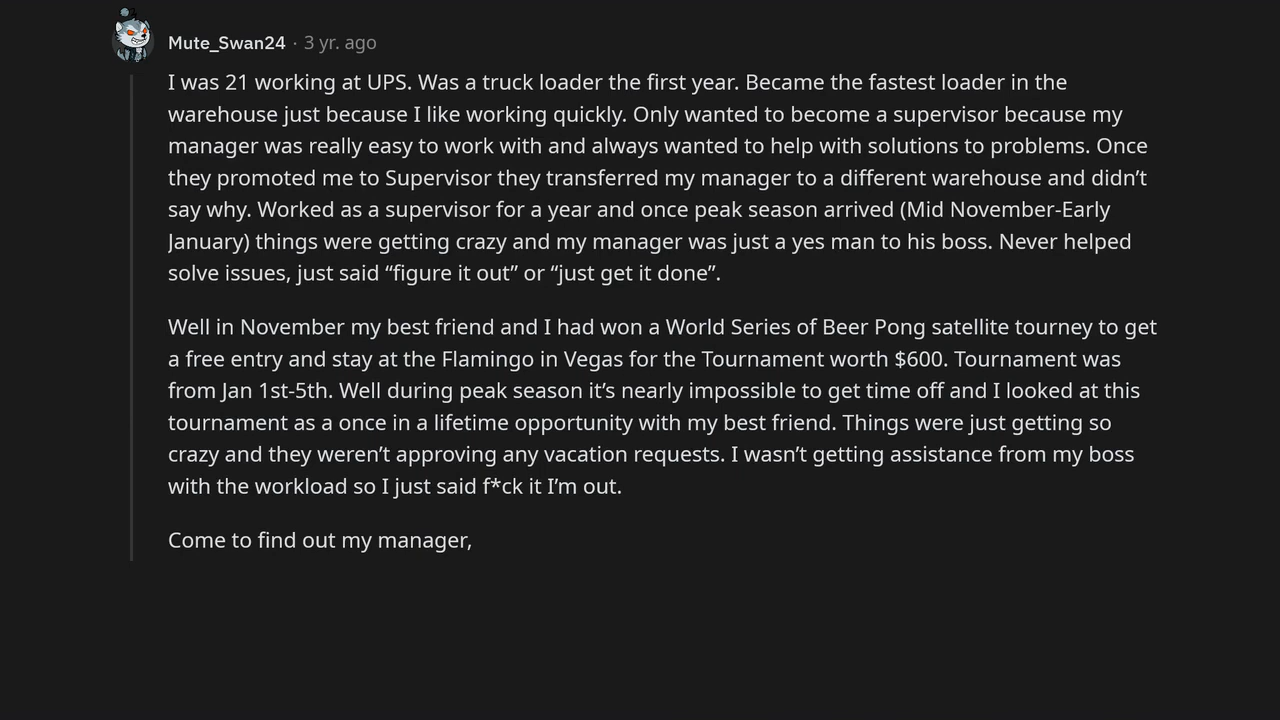 Mute_Swan24 · 3 yr. ago
I was 21 working at UPS. Was a truck loader the first year. Became the fastest loader in the
warehouse just because I like working quickly. Only wanted to become a supervisor because my
manager was really easy to work with and always wanted to help with solutions to problems. Once
they promoted me to Supervisor they transferred my manager to a different warehouse and didn’t
say why. Worked as a supervisor for a year and once peak season arrived (Mid November-Early
January) things were getting crazy and my manager was just a yes man to his boss. Never helped
solve issues, just said “figure it out” or “just get it done”.
Well in November my best friend and I had won a World Series of Beer Pong satellite tourney to get
a free entry and stay at the Flamingo in Vegas for the Tournament worth $600. Tournament was
from Jan 1st-5th. Well during peak season it’s nearly impossible to get time off and I looked at this
tournament as a once in a lifetime opportunity with my best friend. Things were just getting so
crazy and they weren’t approving any vacation requests. I wasn’t getting assistance from my boss
with the workload so I just said f*ck it I’m out.
Come to find out my manager,